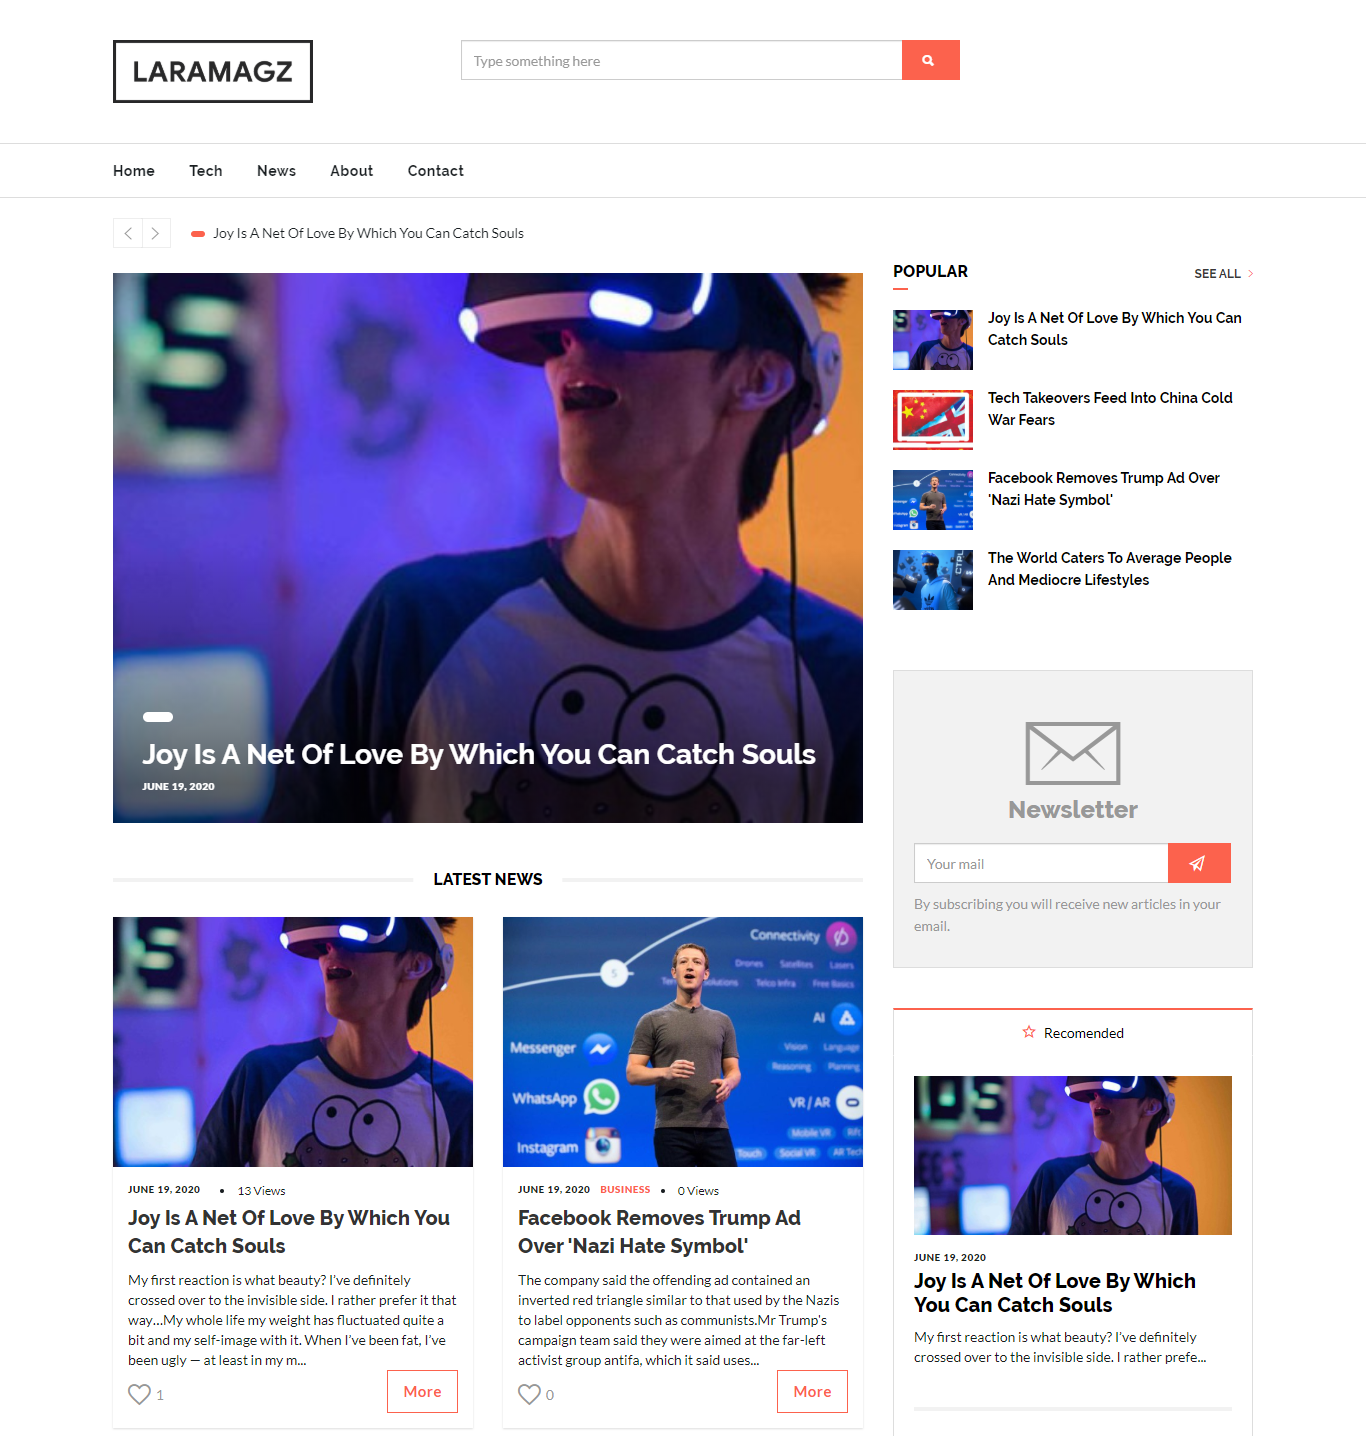 LARAMAGZ
Type something here
Home Tech News About Contact
Joy Is A Net Of Love By Which You Can Catch Souls
Joy Is A Net Of Love By Which You Can Catch Souls
JUNE 19, 2020
POPULAR
SEE ALL
Joy Is A Net Of Love By Which You Can
Catch Souls
Tech Takeovers Feed Into China Cold
War Fears
Facebook Removes Trump Ad Over
'Nazi Hate Symbol'
The World Caters To Average People
And Mediocre Lifestyles
Newsletter
Your mail
By subscribing you will receive new articles in your
email.
LATEST NEWS
JUNE 19, 2020 • 13 Views
Joy Is A Net Of Love By Which You
Can Catch Souls
My first reaction is what beauty? I've definitely
crossed over to the invisible side. I rather prefer it that
way...My whole life my weight has fluctuated quite a
bit and my self-image with it. When I've been fat, I've
been ugly — at least in my m...
1
More
Connectivity
Drones Satellites Lasers
Telco Infra Free Basics
AI
Messenger
Vision Language
Reasoning Planning
WhatsApp
VR/AR
Mobile VR Rift
Instagram
Touch Social VR AR Tech
JUNE 19, 2020 BUSINESS • 0 Views
Facebook Removes Trump Ad
Over 'Nazi Hate Symbol'
The company said the offending ad contained an
inverted red triangle similar to that used by the Nazis
to label opponents such as communists.Mr Trump's
campaign team said they were aimed at the far-left
activist group antifa, which it said uses...
0
More
Recomended
JUNE 19, 2020
Joy Is A Net Of Love By Which
You Can Catch Souls
My first reaction is what beauty? I've definitely
crossed over to the invisible side. I rather prefe...